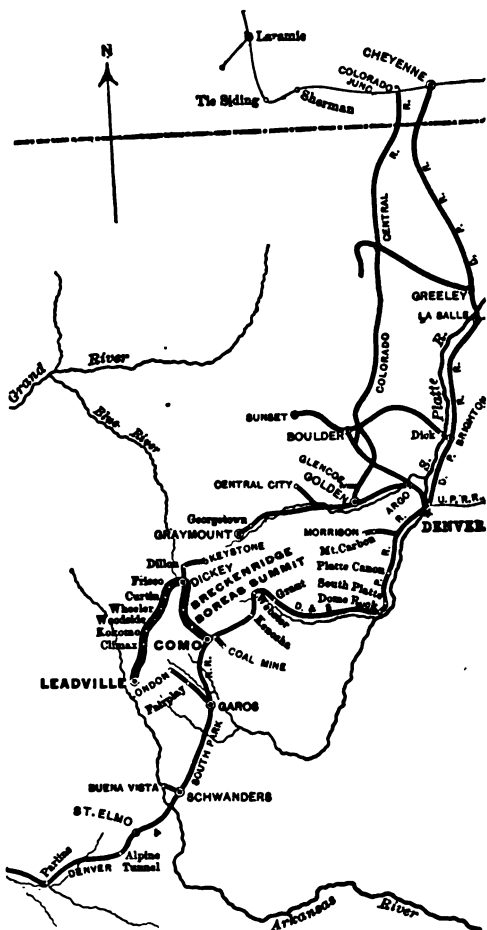 Laramie
N
CHEYENNE
COLORADO
JUNC.
Tie Siding
Sherman
R.
R.
CENTRAL
COLORADO
R.
R.
P.
D.
GREELEY
LA SALLE
Grand River
Blue River
S. Platte R.
R.
R.
P.
D.
BRIGHTON
SUNSET
BOULDER
Dick
GLENCOE
GOLDEN
CENTRAL CITY
ARGO
U.P.R.R.
DENVER
Georgetown
GRAYMOUNT
MORRISON
R.
Mt. Carbon
R.
Platte Canon
P.
South Platte
Dome Rock
D. & S.
KEYSTONE
Dillon
DICKEY
Frisco
BRECKENRIDGE
BOREAS SUMMIT
Grant
Webster
Kenosha
Curtin
Wheeler
Woodside
Kokomo
Climax
COMO
COAL MINE
R.R.
LEADVILLE
LONDON
Fairplay
GAROS
SOUTH PARK
BUENA VISTA
SCHWANDERS
ST. ELMO
&
Alpine
Tunnel
DENVER
Parlins
Arkansas River